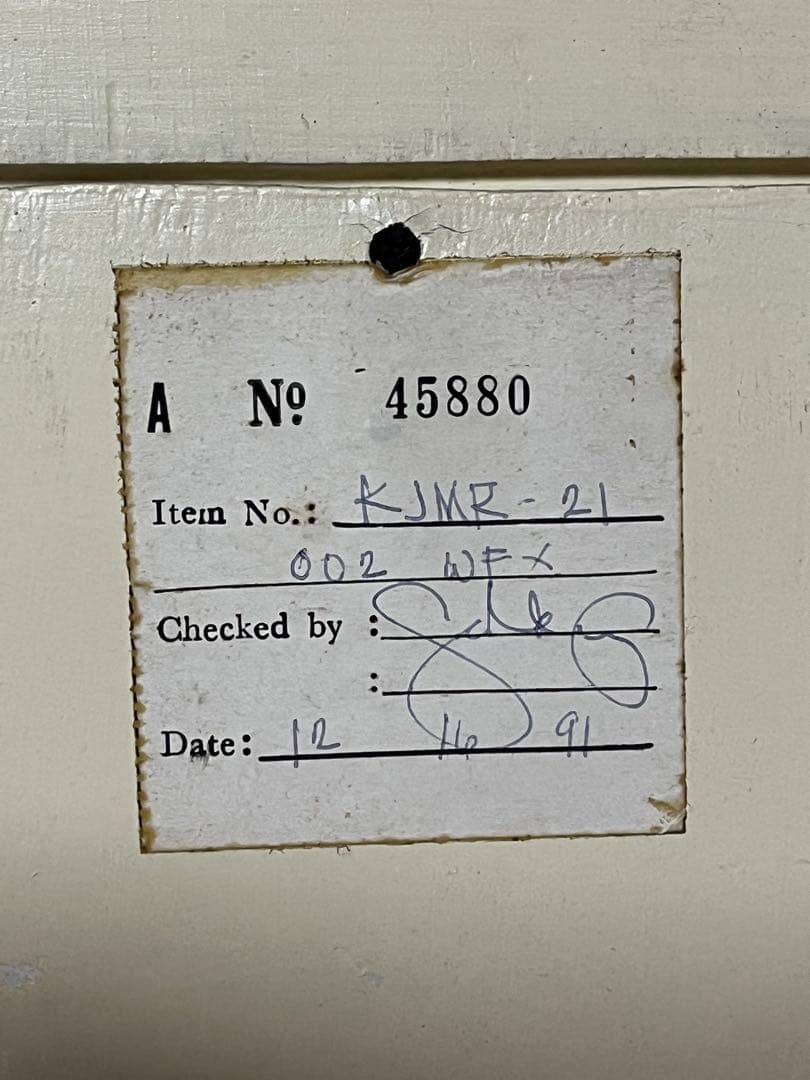 A Nº 45880
Item No.: KJMR-21
002 WFX
Checked by :
:
Date: 12 16 91